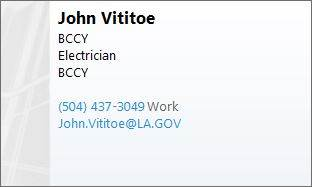 John Vititoe
BCCY
Electrician
BCCY
(504) 437-3049 Work
John.Vititoe@LA.GOV